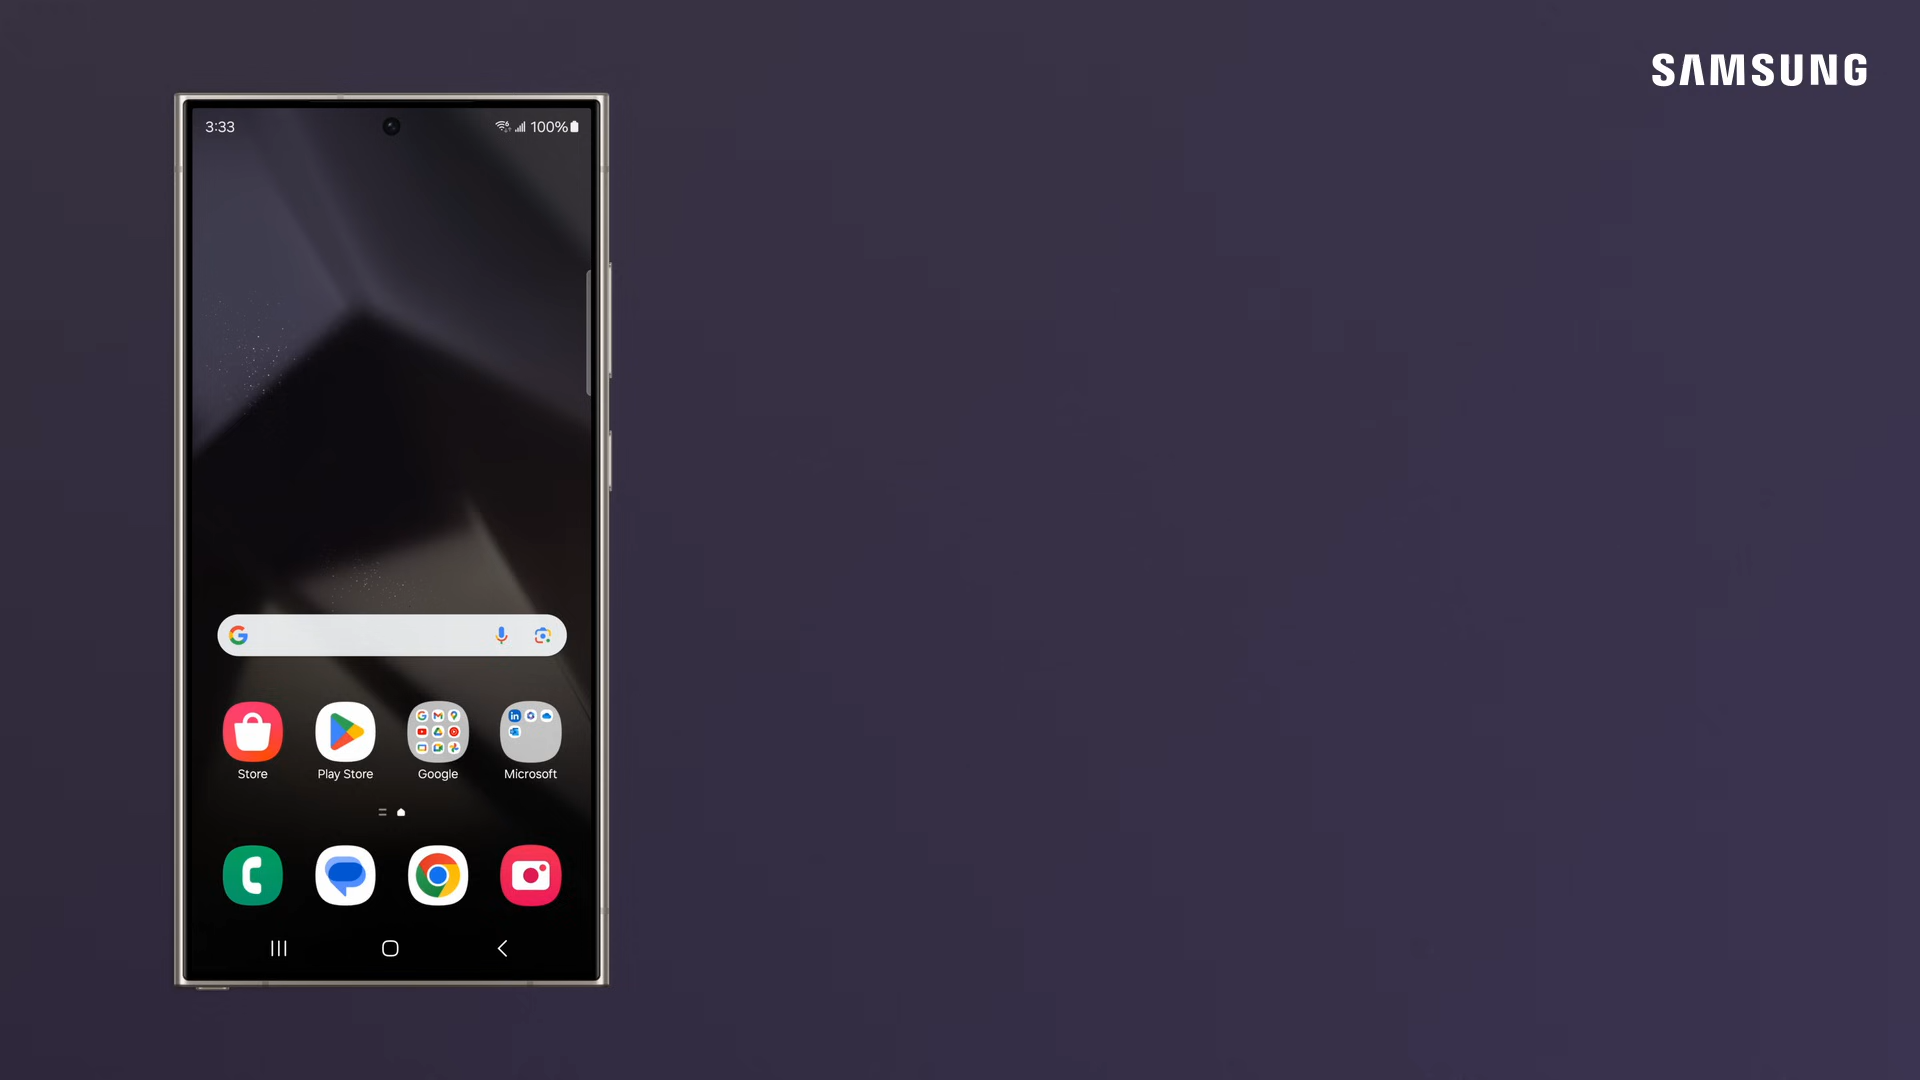 SAMSUNG
3:33
100%
Store
Play Store
Google
Microsoft